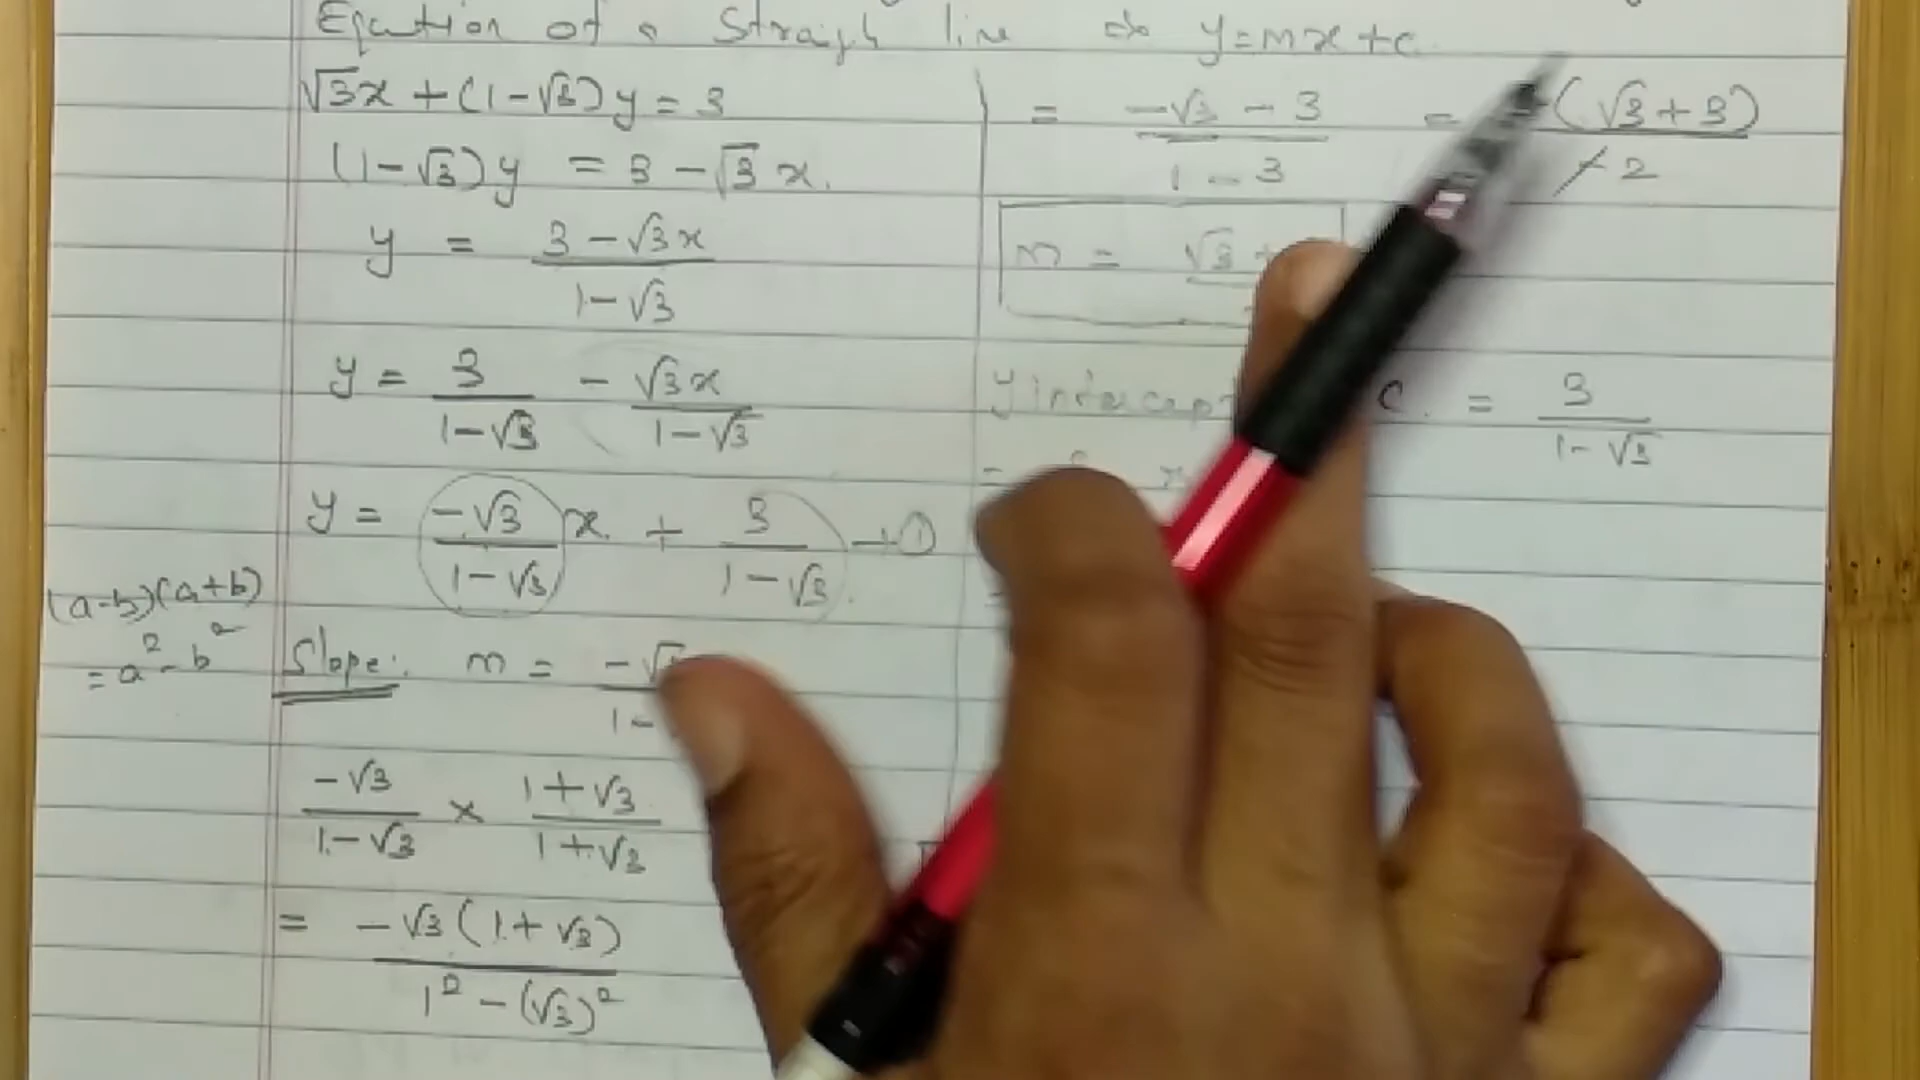 Equation of a Straigh line is y=mx+c
√3x + (1-√3)y = 3
(1-√3)y = 3 - √3 x.
y = 3-√3x / 1-√3
y = 3 / 1-√3 - √3x / 1-√3
y = -√3 / 1-√3 x + 3 / 1-√3 → ①
(a-b)(a+b)
= a² - b²
Slope: m = -√ / 1-
-√3 / 1-√3 × 1+√3 / 1+√3
= -√3(1+√3) / 1² - (√3)²
= -√3 - 3 / 1 - 3 = -(√3+3) / -2
m = √3 +
y intercept c. = 3 / 1-√3